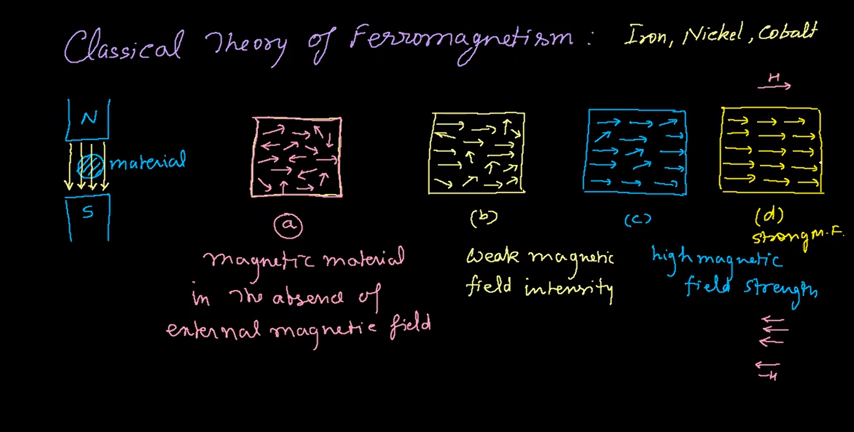 Classical Theory of Ferromagnetism : Iron, Nickel, Cobalt
H
N
material
S
(a)
(b)
(c)
(d)
strong M.F.
magnetic material
in the absence of
external magnetic field
weak magnetic
field intensity
high magnetic
field strength
-H